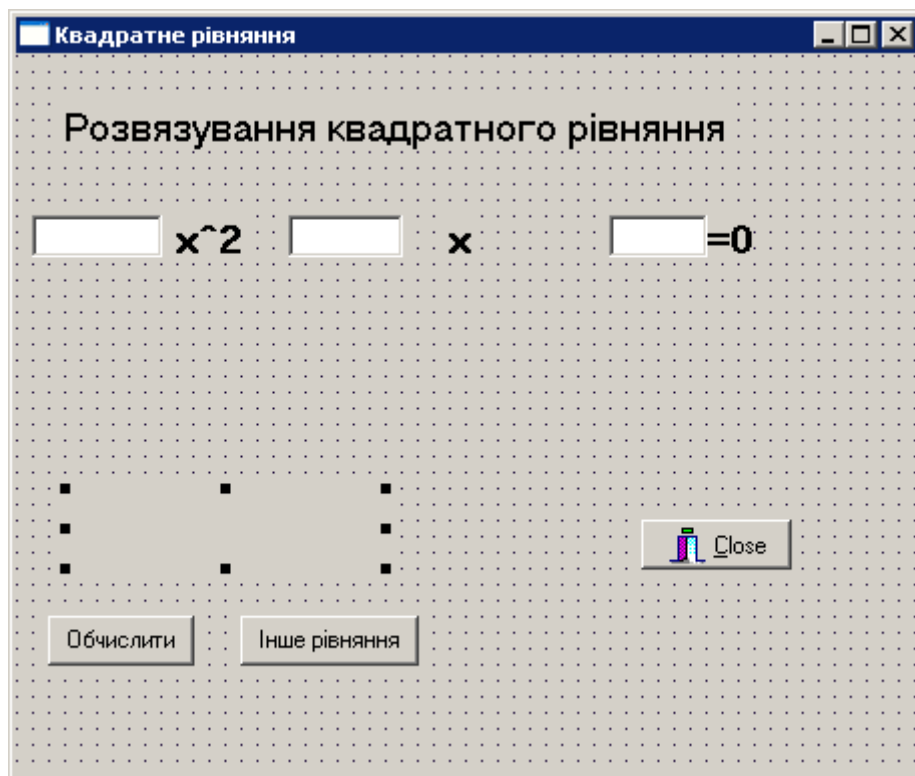 Квадратне рівняння
Розвязування квадратного рівняння
x^2 x =0
Close
Обчислити Інше рівняння